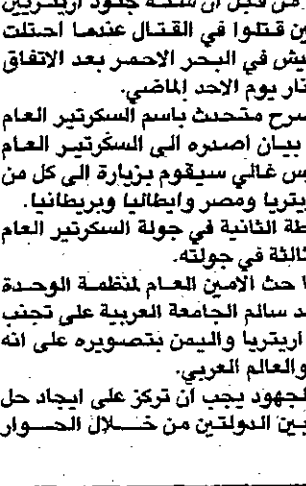 من قبل ان ستة جنود اريتريين
ين قتلوا في القتال عندما احتلت
يش في البحر الاحمر بعد الاتفاق
تار يوم الاحد الماضي.
سرح متحدث باسم السكرتير العام
بيان اصدره الى السكرتير العام
س غالي سيقوم بزيارة الى كل من
يتريا ومصر وايطاليا وبريطانيا.
طة الثانية في جولة السكرتير العام
ثالثة في جولته.
ا حث الامين العام لمنظمة الوحدة
د سالم الجامعة العربية على تجنب
اريتريا واليمن بتصويره على انه
والعالم العربي.
لجهود يجب ان تركز على ايجاد حل
بين الدولتين من خلال الحوار